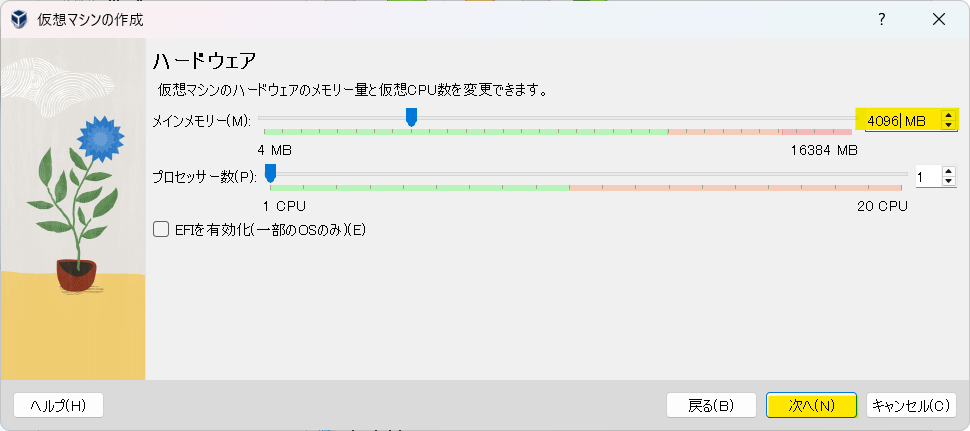 仮想マシンの作成
?
ハードウェア
仮想マシンのハードウェアのメモリー量と仮想CPU数を変更できます。
メインメモリー(M):
4096 MB
4 MB
16384 MB
プロセッサー数(P):
1
1 CPU
20 CPU
EFIを有効化(一部のOSのみ)(E)
ヘルプ(H)
戻る(B)
次へ(N)
キャンセル(C)